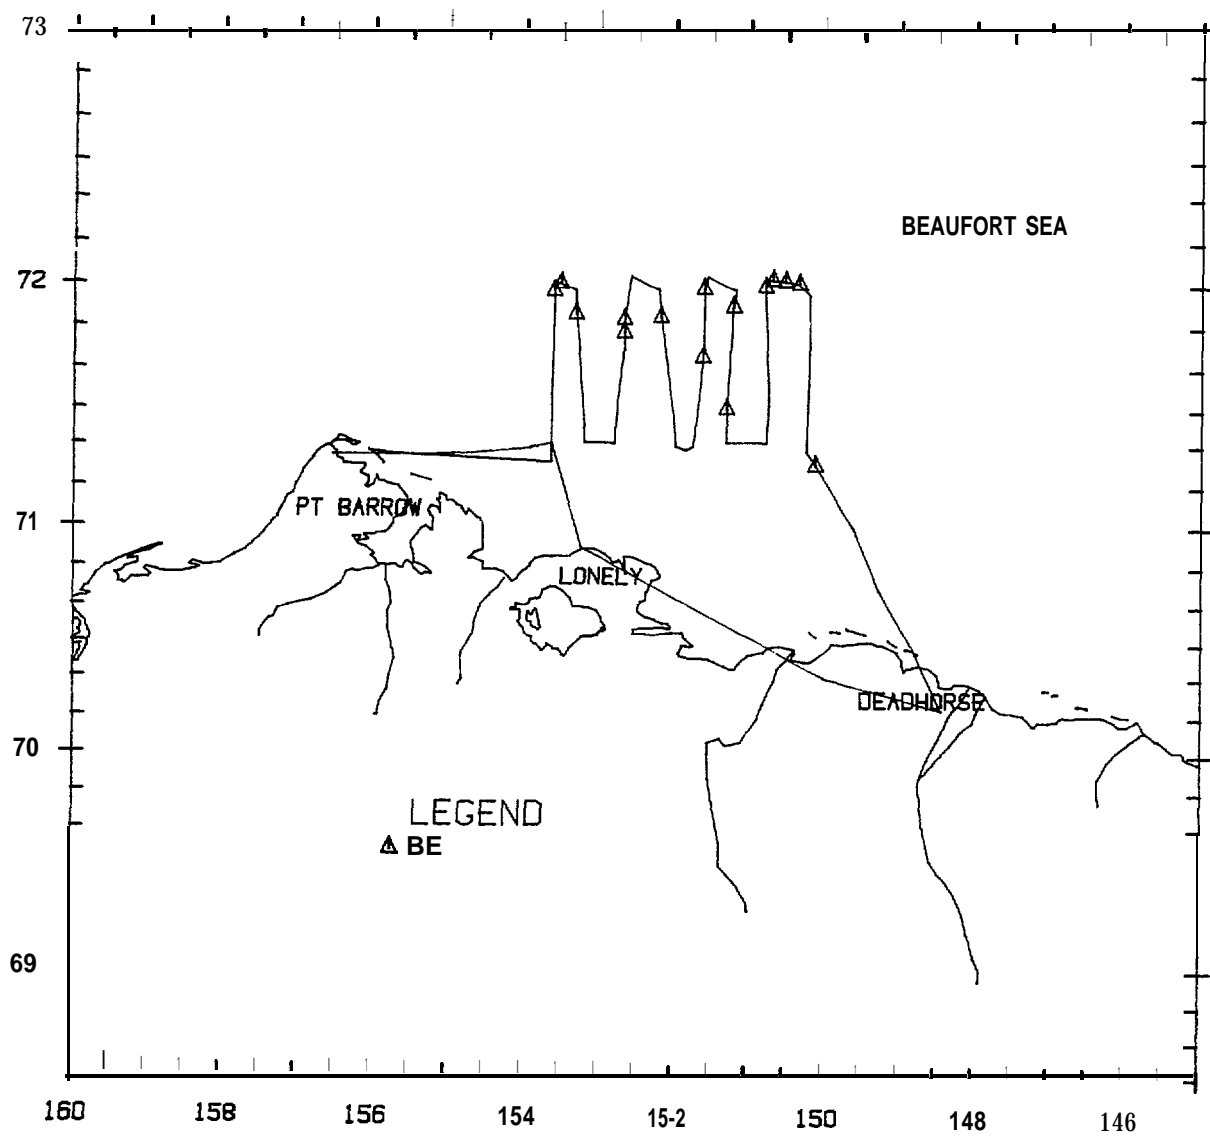 73
BEAUFORT SEA
72
PT BARROW
71
LONELY
DEADHORSE
70
LEGEND
BE
69
160 158 156 154 15-2 150 148 146